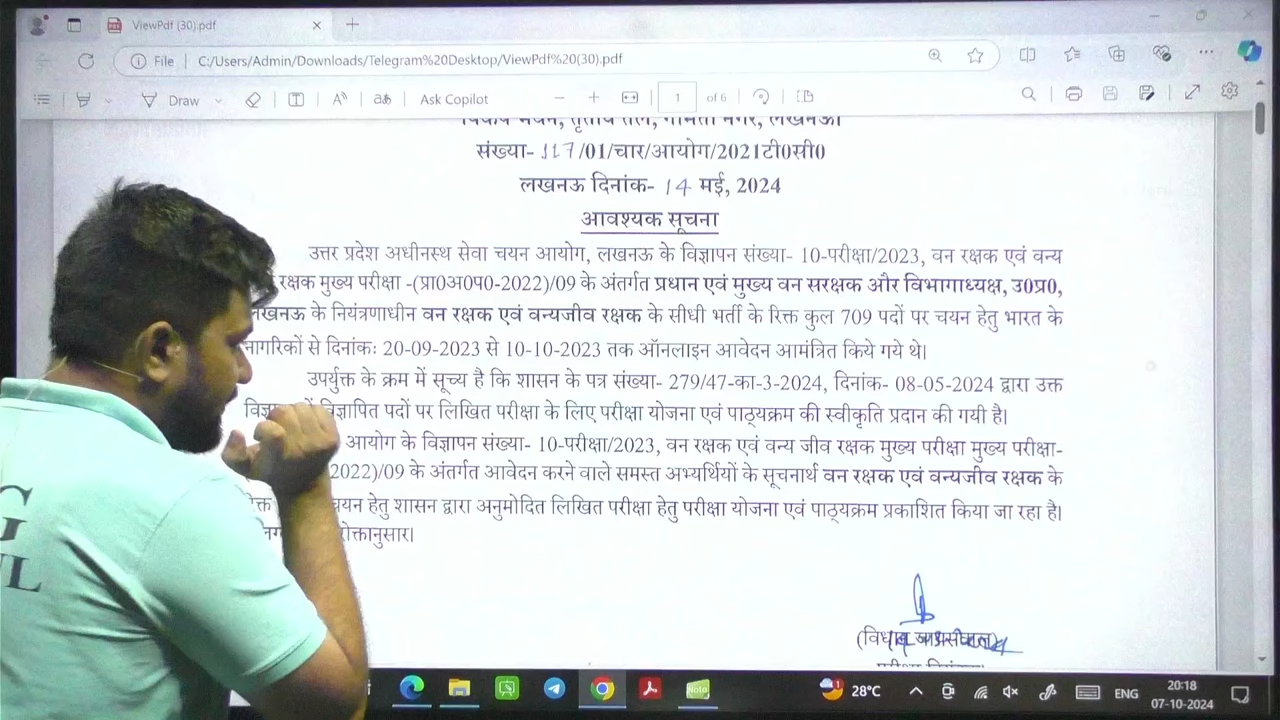 ViewPdf (30).pdf
File | C:/Users/Admin/Downloads/Telegram%20Desktop/ViewPdf%20(30).pdf
Draw
Ask Copilot
1 of 6
संख्या- 117/01/चार/आयोग/2021टी0सी0
लखनऊ दिनांक- 14 मई, 2024
आवश्यक सूचना
उत्तर प्रदेश अधीनस्थ सेवा चयन आयोग, लखनऊ के विज्ञापन संख्या- 10-परीक्षा/2023, वन रक्षक एवं वन्य
रक्षक मुख्य परीक्षा -(प्रा0अ0प0-2022)/09 के अंतर्गत प्रधान एवं मुख्य वन सरक्षक और विभागाध्यक्ष, उ0प्र0,
लखनऊ के नियंत्रणाधीन वन रक्षक एवं वन्यजीव रक्षक के सीधी भर्ती के रिक्त कुल 709 पदों पर चयन हेतु भारत के
नागरिकों से दिनांकः 20-09-2023 से 10-10-2023 तक ऑनलाइन आवेदन आमंत्रित किये गये थे।
उपर्युक्त के क्रम में सूच्य है कि शासन के पत्र संख्या- 279/47-का-3-2024, दिनांक- 08-05-2024 द्वारा उक्त
विज्ञापित पदों पर लिखित परीक्षा के लिए परीक्षा योजना एवं पाठ्यक्रम की स्वीकृति प्रदान की गयी है।
आयोग के विज्ञापन संख्या- 10-परीक्षा/2023, वन रक्षक एवं वन्य जीव रक्षक मुख्य परीक्षा मुख्य परीक्षा-
2022)/09 के अंतर्गत आवेदन करने वाले समस्त अभ्यर्थियों के सूचनार्थ वन रक्षक एवं वन्यजीव रक्षक के
चयन हेतु शासन द्वारा अनुमोदित लिखित परीक्षा हेतु परीक्षा योजना एवं पाठ्यक्रम प्रकाशित किया जा रहा है।
G
28°C
ENG
20:18
07-10-2024